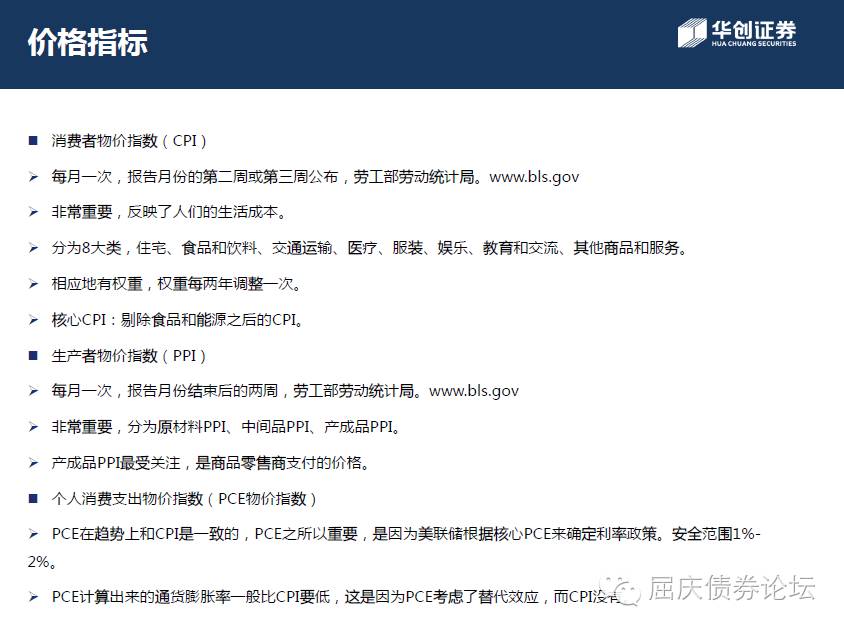 价格指标
华创证券
HUA CHUANG SECURITIES
■ 消费者物价指数（CPI）
➢ 每月一次，报告月份的第二周或第三周公布，劳工部劳动统计局。www.bls.gov
➢ 非常重要，反映了人们的生活成本。
➢ 分为8大类，住宅、食品和饮料、交通运输、医疗、服装、娱乐、教育和交流、其他商品和服务。
➢ 相应地有权重，权重每两年调整一次。
➢ 核心CPI：剔除食品和能源之后的CPI。
■ 生产者物价指数（PPI）
➢ 每月一次，报告月份结束后的两周，劳工部劳动统计局。www.bls.gov
➢ 非常重要，分为原材料PPI、中间品PPI、产成品PPI。
➢ 产成品PPI最受关注，是商品零售商支付的价格。
■ 个人消费支出物价指数（PCE物价指数）
➢ PCE在趋势上和CPI是一致的，PCE之所以重要，是因为美联储根据核心PCE来确定利率政策。安全范围1%-
2%。
➢ PCE计算出来的通货膨胀率一般比CPI要低，这是因为PCE考虑了替代效应，而CPI没有
屈庆债券论坛